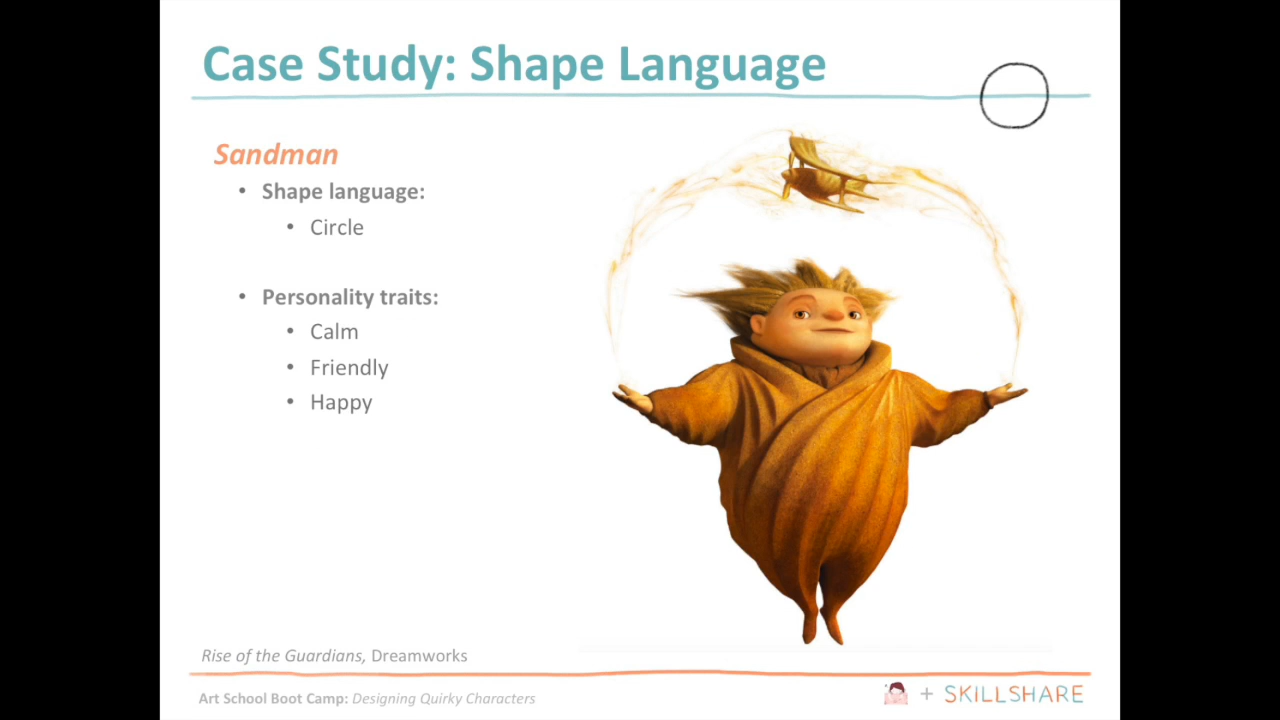 Case Study: Shape Language
Sandman
• Shape language:
• Circle
• Personality traits:
• Calm
• Friendly
• Happy
Rise of the Guardians, Dreamworks
Art School Boot Camp: Designing Quirky Characters
+ SKILLSHARE